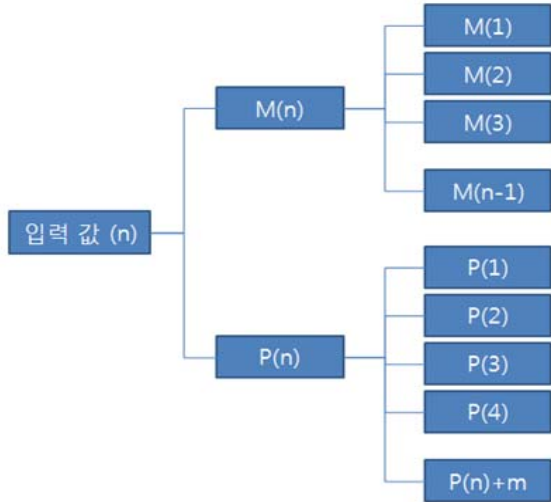 입력 값 (n)
M(n)
M(1)
M(2)
M(3)
M(n-1)
P(n)
P(1)
P(2)
P(3)
P(4)
P(n)+m